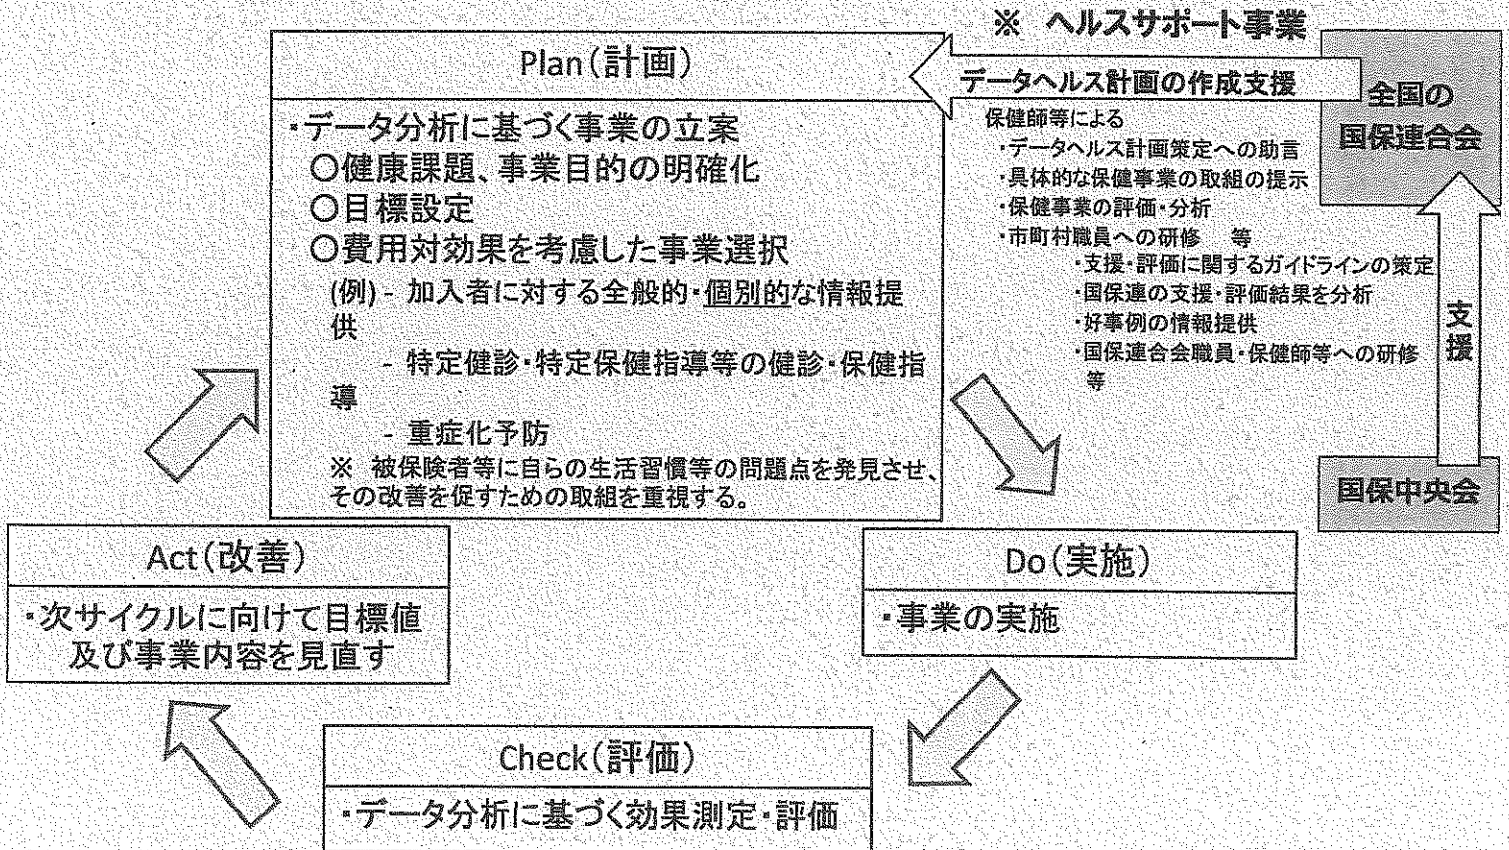 ※ ヘルスサポート事業
Plan(計画)
・データ分析に基づく事業の立案
○健康課題、事業目的の明確化
○目標設定
○費用対効果を考慮した事業選択
(例) - 加入者に対する全般的・個別的な情報提
供
- 特定健診・特定保健指導等の健診・保健指
導
- 重症化予防
※ 被保険者等に自らの生活習慣等の問題点を発見させ、
その改善を促すための取組を重視する。
データヘルス計画の作成支援
保健師等による
・データヘルス計画策定への助言
・具体的な保健事業の取組の提示
・保健事業の評価・分析
・市町村職員への研修 等
・支援・評価に関するガイドラインの策定
・国保連の支援・評価結果を分析
・好事例の情報提供
・国保連合会職員・保健師等への研修
等
全国の
国保連合会
支援
国保中央会
Do(実施)
・事業の実施
Check(評価)
・データ分析に基づく効果測定・評価
Act(改善)
・次サイクルに向けて目標値
及び事業内容を見直す